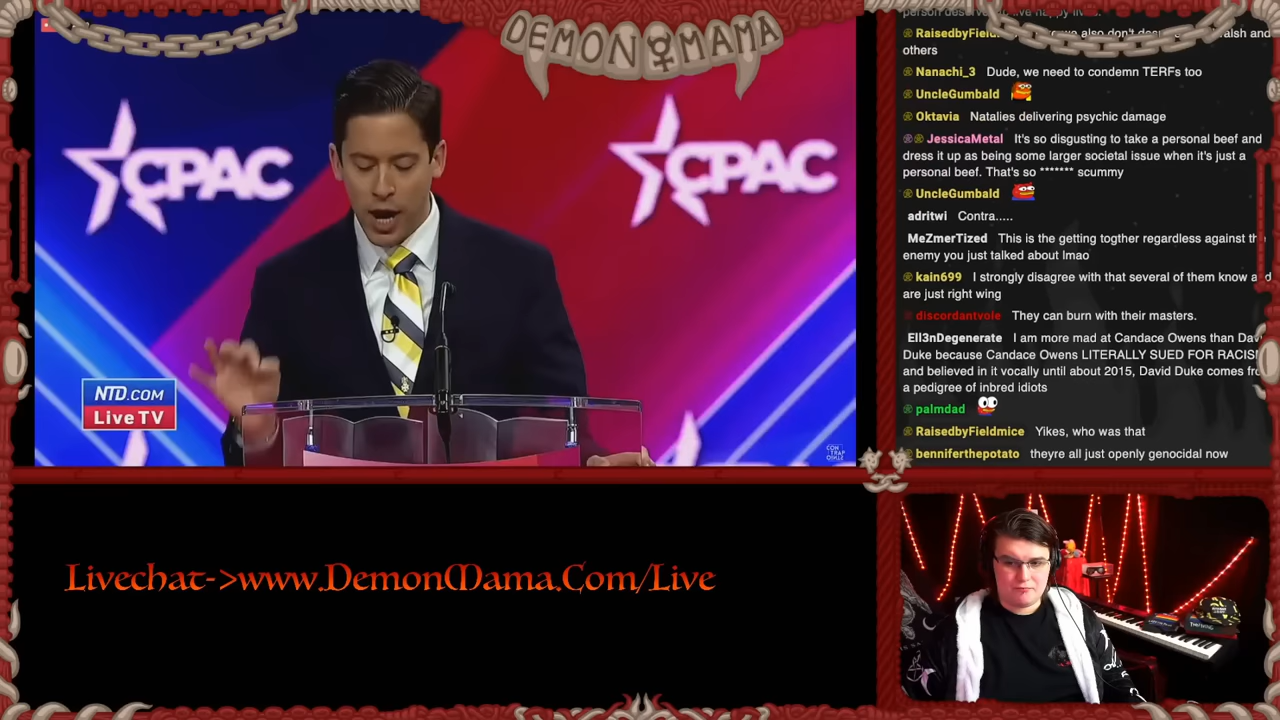 DEMON MAMA
CPAC
CPAC
NTD.COM
Live TV
CON
TRAP
OINTS
others
Nanachi_3 Dude, we need to condemn TERFs too
UncleGumbald
Oktavia Natalies delivering psychic damage
JessicaMetal It's so disgusting to take a personal beef and
dress it up as being some larger societal issue when it's just a
personal beef. That's so ******* scummy
UncleGumbald
adritwi Contra.....
MeZmerTized This is the getting togther regardless against
enemy you just talked about lmao
kain699 I strongly disagree with that several of them know
are just right wing
discordantvole They can burn with their masters.
Ell3nDegenerate I am more mad at Candace Owens than
Duke because Candace Owens LITERALLY SUED FOR
and believed in it vocally until about 2015, David Duke comes
a pedigree of inbred idiots
palmdad
RaisedbyFieldmice Yikes, who was that
benniferthepotato theyre all just openly genocidal now
Livechat->www.DemonMama.Com/Live